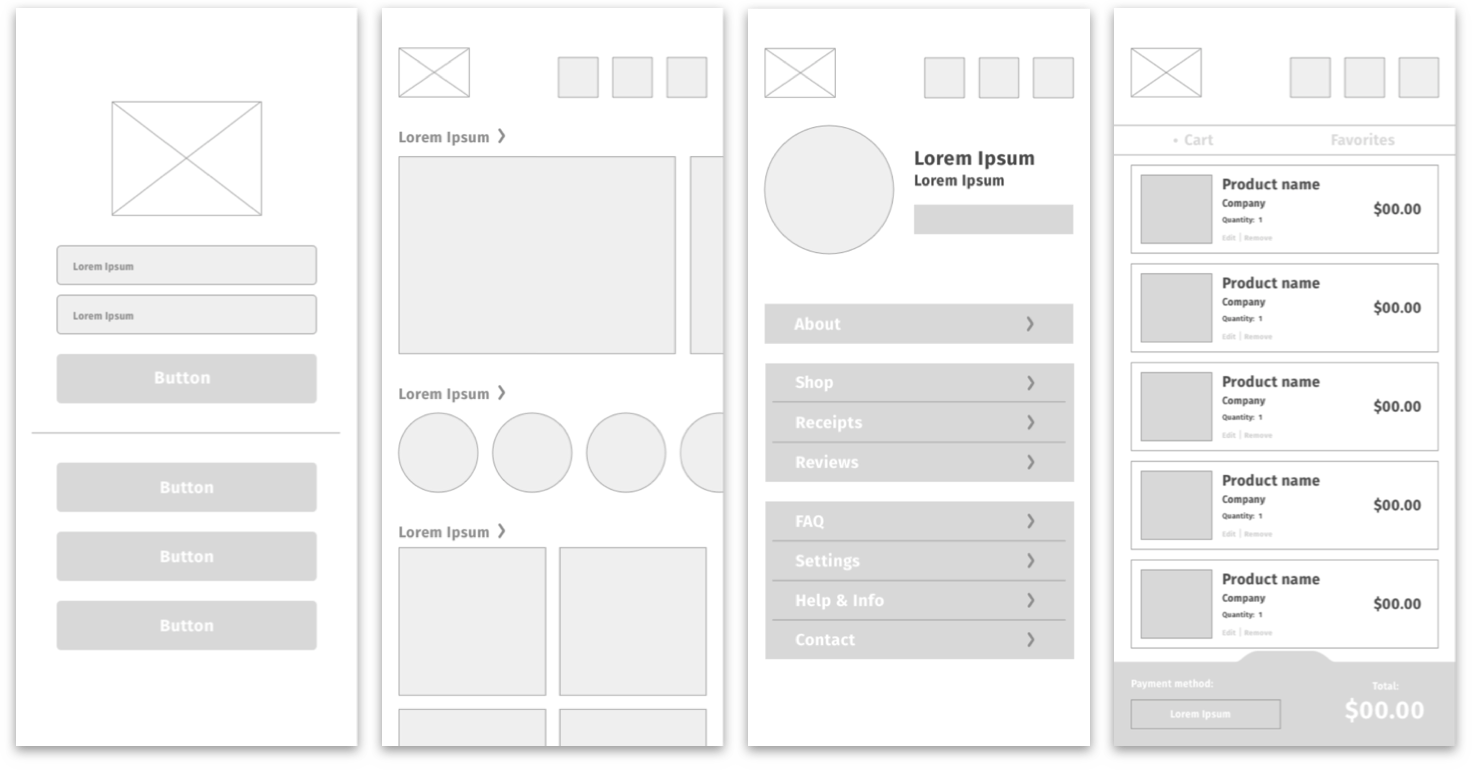 Lorem Ipsum
Lorem Ipsum
Button
Button
Button
Button
Lorem Ipsum ❯
Lorem Ipsum ❯
Lorem Ipsum ❯
Lorem Ipsum
Lorem Ipsum
About ❯
Shop ❯
Receipts ❯
Reviews ❯
FAQ ❯
Settings ❯
Help & Info ❯
Contact ❯
• Cart Favorites
Product name
Company
Quantity: 1
Edit | Remove
$00.00
Product name
Company
Quantity: 1
Edit | Remove
$00.00
Product name
Company
Quantity: 1
Edit | Remove
$00.00
Product name
Company
Quantity: 1
Edit | Remove
$00.00
Product name
Company
Quantity: 1
Edit | Remove
$00.00
Payment method:
Lorem Ipsum
Total:
$00.00